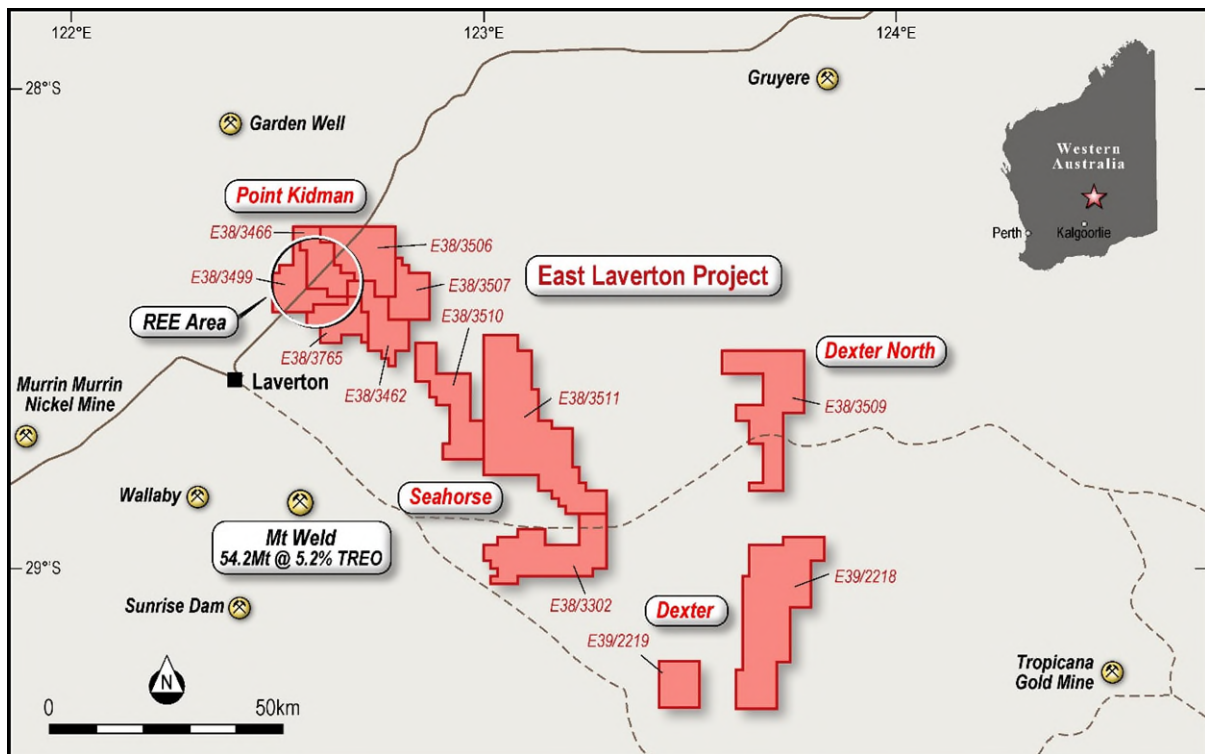 122°E
123°E
124°E
28°S
Gruyere
Garden Well
Western
Australia
Perth
Kalgoorlie
Point Kidman
E38/3466
E38/3506
E38/3499
E38/3507
East Laverton Project
REE Area
E38/3510
E38/3765
Dexter North
Laverton
E38/3462
E38/3511
E38/3509
Murrin Murrin
Nickel Mine
Wallaby
Seahorse
Mt Weld
54.2Mt @ 5.2% TREO
29°S
E39/2218
Sunrise Dam
E38/3302
Dexter
E39/2219
Tropicana
Gold Mine
N
0
50km